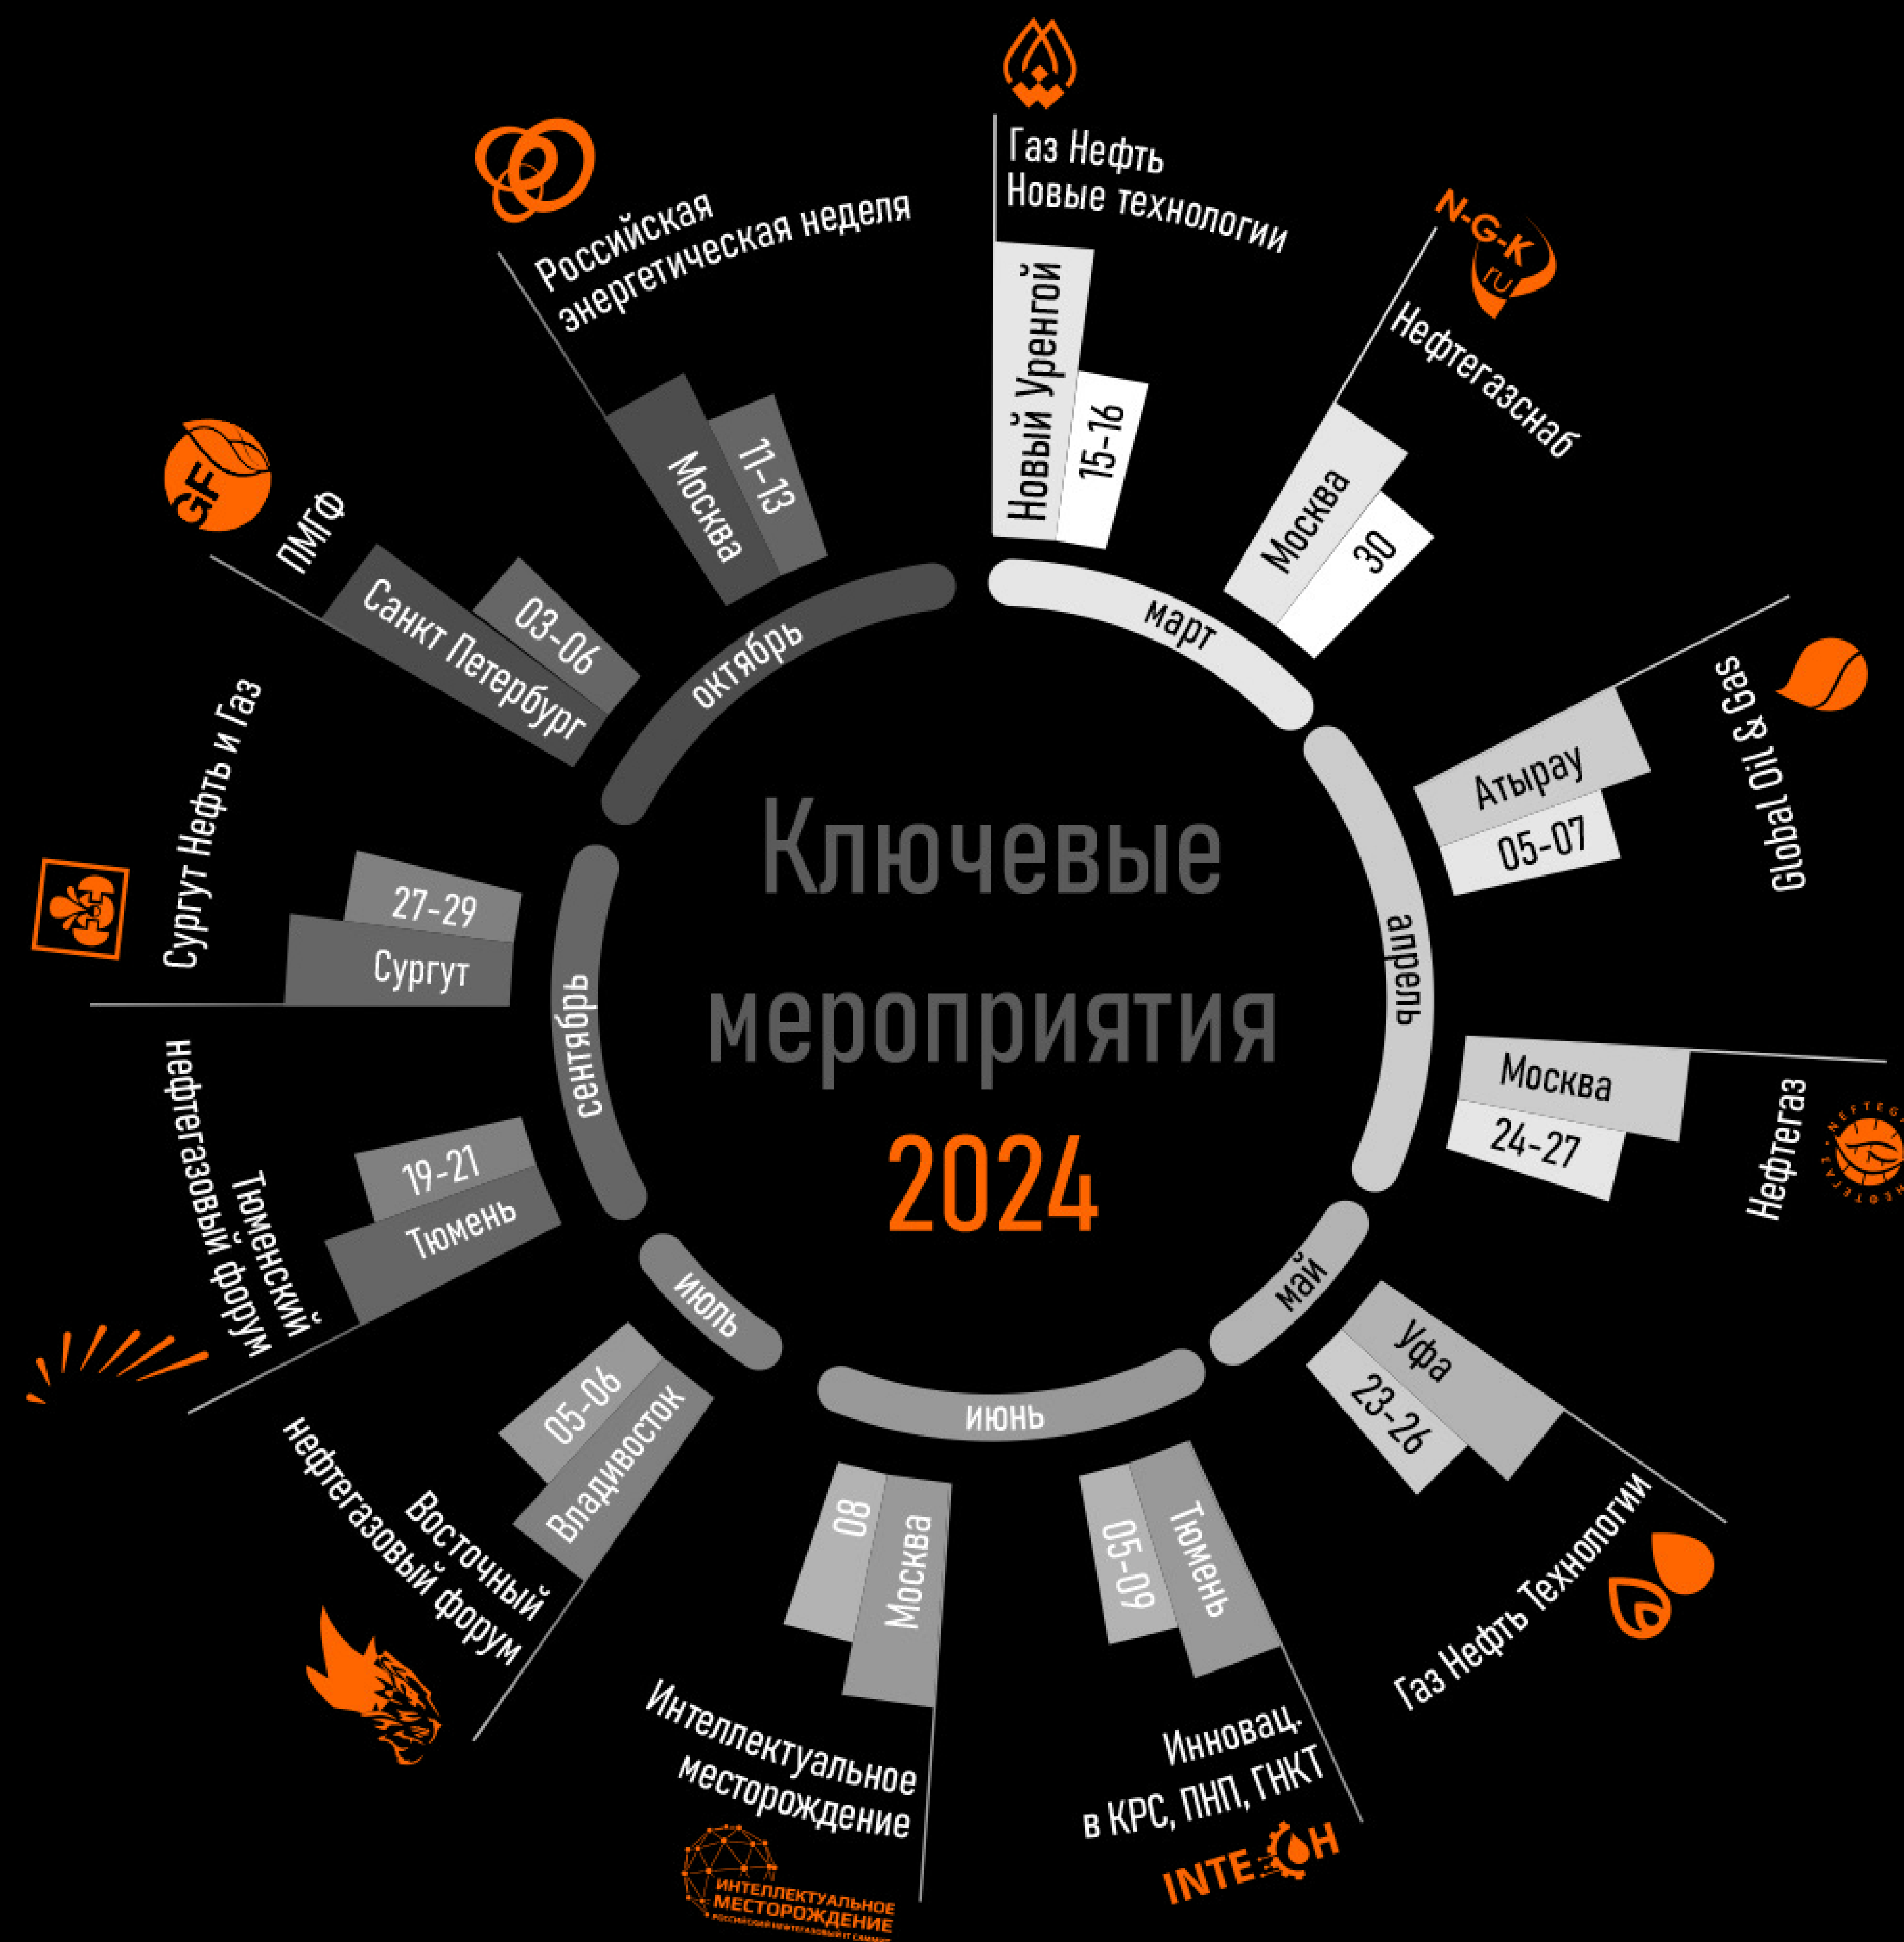 Ключевые
мероприятия
2024
март
Газ Нефть
Новые технологии
Новый Уренгой
15-16
N-G-K
ru
Нефтегазснаб
Москва
30
апрель
Global Oil & Gas
Атырау
05-07
Нефтегаз
Москва
24-27
май
Газ Нефть Технологии
Уфа
23-26
июнь
Инновац.
в КРС, ПНП, ГНКТ
INTECH
Тюмень
05-09
Интеллектуальное
месторождение
ИНТЕЛЛЕКТУАЛЬНОЕ
МЕСТОРОЖДЕНИЕ
Москва
08
июль
Восточный
нефтегазовый форум
Владивосток
05-06
сентябрь
Тюменский
нефтегазовый форум
Тюмень
19-21
Сургут Нефть и Газ
Сургут
27-29
октябрь
GF
ПМГФ
Санкт Петербург
03-06
Российская
энергетическая неделя
Москва
11-13